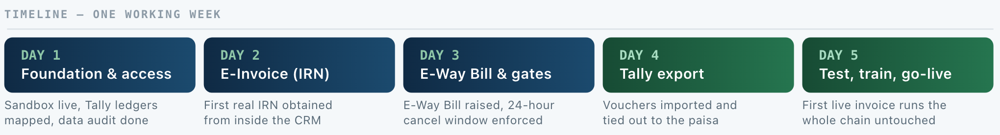 TIMELINE — ONE WORKING WEEK
DAY 1
Foundation & access
Sandbox live, Tally ledgers
mapped, data audit done
DAY 2
E-Invoice (IRN)
First real IRN obtained
from inside the CRM
DAY 3
E-Way Bill & gates
E-Way Bill raised, 24-hour
cancel window enforced
DAY 4
Tally export
Vouchers imported and
tied out to the paisa
DAY 5
Test, train, go-live
First live invoice runs the
whole chain untouched